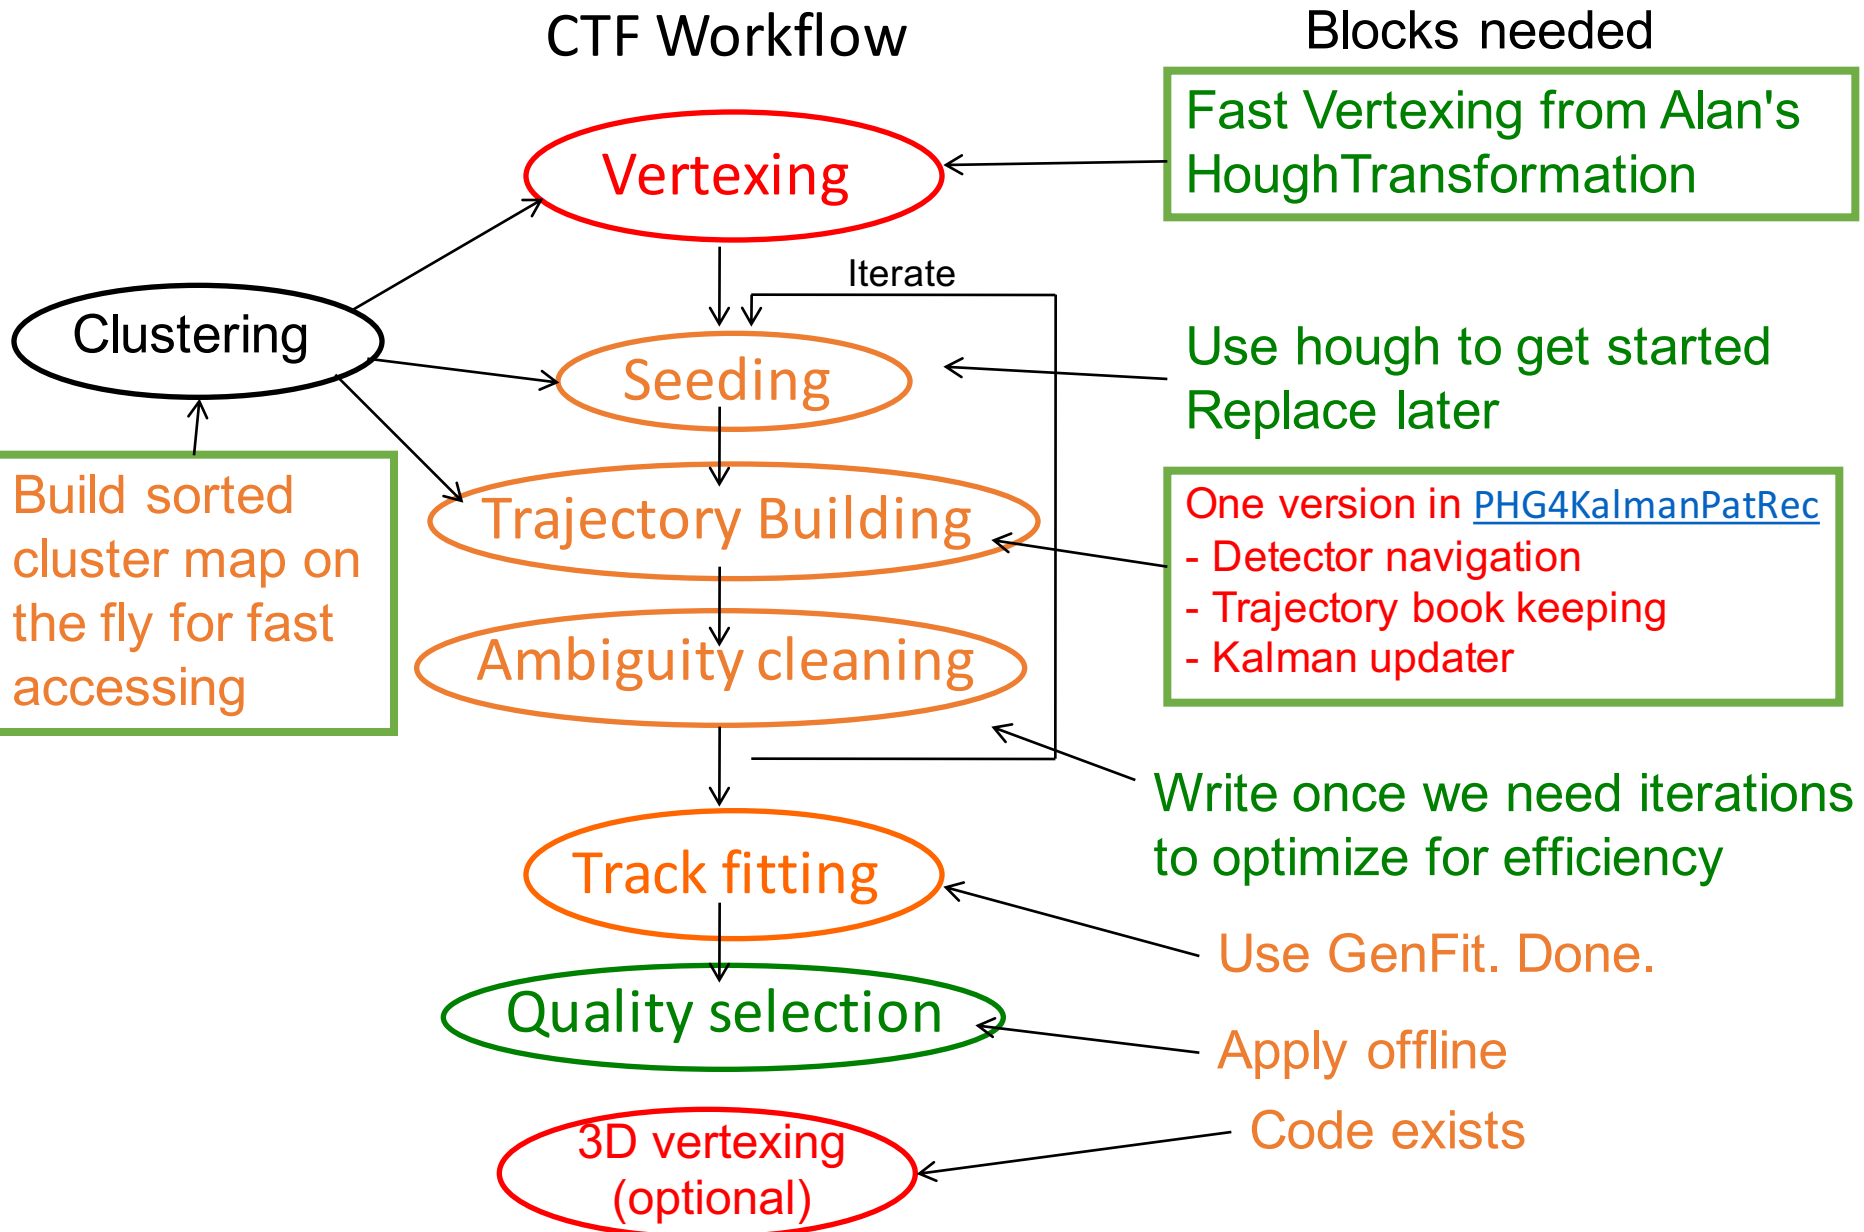 CTF Workflow
Blocks needed
Vertexing
Fast Vertexing from Alan's
HoughTransformation
Iterate
Clustering
Seeding
Use hough to get started
Replace later
Build sorted
cluster map on
the fly for fast
accessing
Trajectory Building
One version in PHG4KalmanPatRec
- Detector navigation
- Trajectory book keeping
- Kalman updater
Ambiguity cleaning
Write once we need iterations
to optimize for efficiency
Track fitting
Use GenFit. Done.
Quality selection
Apply offline
3D vertexing
(optional)
Code exists